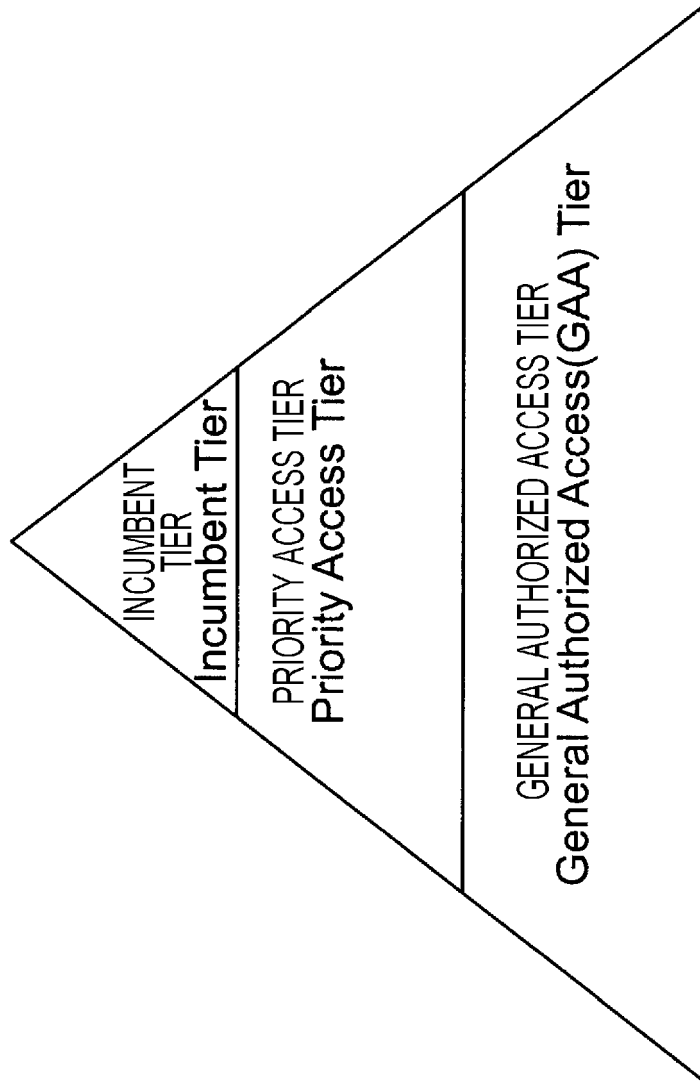 INCUMBENT
TIER
Incumbent Tier
PRIORITY ACCESS TIER
Priority Access Tier
GENERAL AUTHORIZED ACCESS TIER
General Authorized Access(GAA) Tier